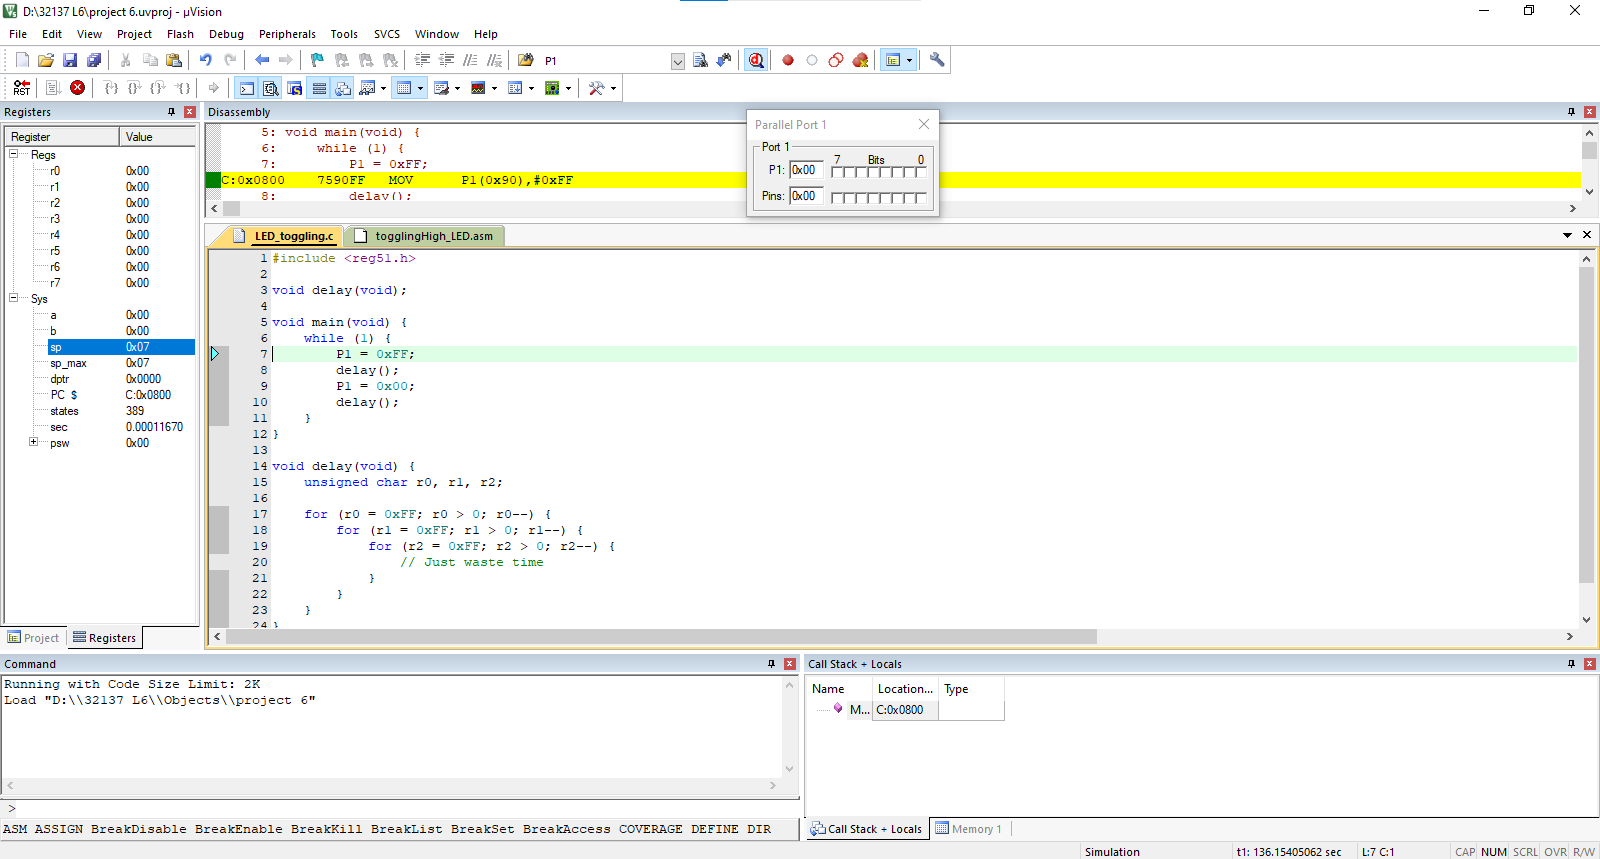 D:\32137 L6\project 6.uvproj - µVision
File Edit View Project Flash Debug Peripherals Tools SVCS Window Help
P1
RST
Registers
Register Value
Regs
r0 0x00
r1 0x00
r2 0x00
r3 0x00
r4 0x00
r5 0x00
r6 0x00
r7 0x00
Sys
a 0x00
b 0x00
sp 0x07
sp_max 0x07
dptr 0x0000
PC $ C:0x0800
states 389
sec 0.00011670
psw 0x00
Project Registers
Disassembly
5: void main(void) {
6: while (1) {
7: P1 = 0xFF;
C:0x0800 7590FF MOV P1(0x90),#0xFF
8: delay();
Parallel Port 1
Port 1
7 Bits 0
P1: 0x00
Pins: 0x00
LED_toggling.c togglingHigh_LED.asm
1 #include <reg51.h>
2
3 void delay(void);
4
5 void main(void) {
6 while (1) {
7 P1 = 0xFF;
8 delay();
9 P1 = 0x00;
10 delay();
11 }
12 }
13
14 void delay(void) {
15 unsigned char r0, r1, r2;
16
17 for (r0 = 0xFF; r0 > 0; r0--) {
18 for (r1 = 0xFF; r1 > 0; r1--) {
19 for (r2 = 0xFF; r2 > 0; r2--) {
20 // Just waste time
21 }
22 }
23 }
24 }
Command
Running with Code Size Limit: 2K
Load "D:\\32137 L6\\Objects\\project 6"
>
ASM ASSIGN BreakDisable BreakEnable BreakKill BreakList BreakSet BreakAccess COVERAGE DEFINE DIR
Call Stack + Locals
Name Location... Type
M... C:0x0800
Call Stack + Locals Memory 1
Simulation t1: 136.15405062 sec L:7 C:1 CAP NUM SCRL OVR R/W